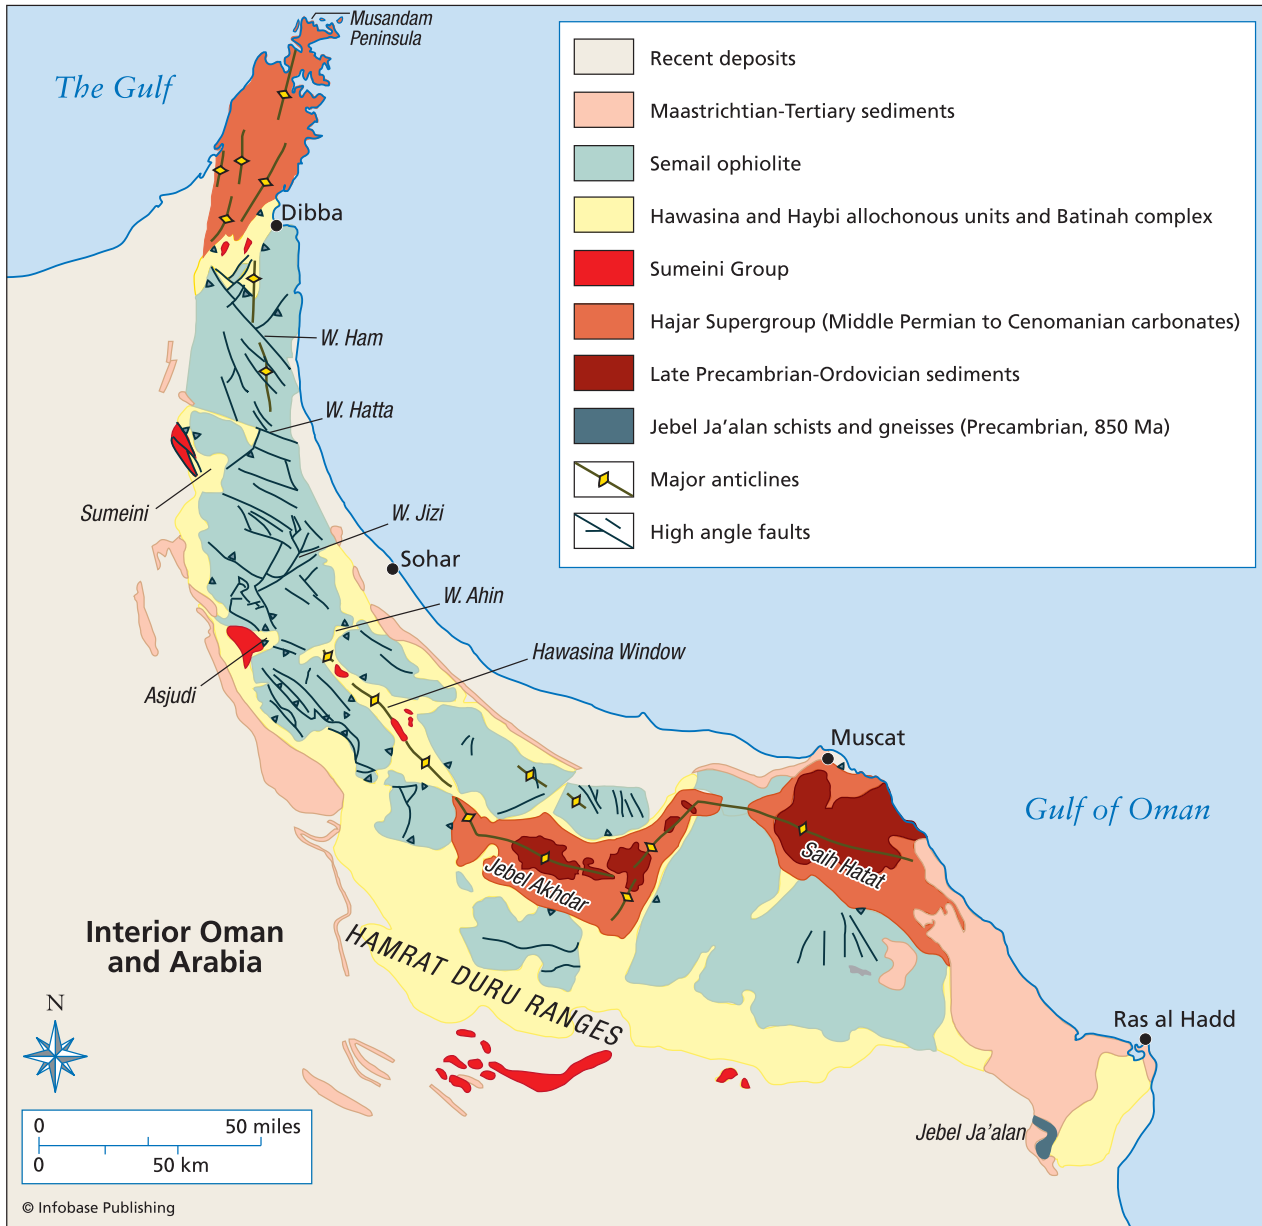 Musandam
Peninsula
The Gulf
Recent deposits
Maastrichtian-Tertiary sediments
Semail ophiolite
Hawasina and Haybi allochonous units and Batinah complex
Sumeini Group
Hajar Supergroup (Middle Permian to Cenomanian carbonates)
Late Precambrian-Ordovician sediments
Jebel Ja’alan schists and gneisses (Precambrian, 850 Ma)
Major anticlines
High angle faults
Dibba
W. Ham
W. Hatta
Sumeini
W. Jizi
Sohar
W. Ahin
Hawasina Window
Asjudi
Muscat
Gulf of Oman
Saih Hatat
Jebel Akhdar
Interior Oman
and Arabia
HAMRAT DURU RANGES
N
Ras al Hadd
Jebel Ja’alan
0 50 miles
0 50 km
© Infobase Publishing